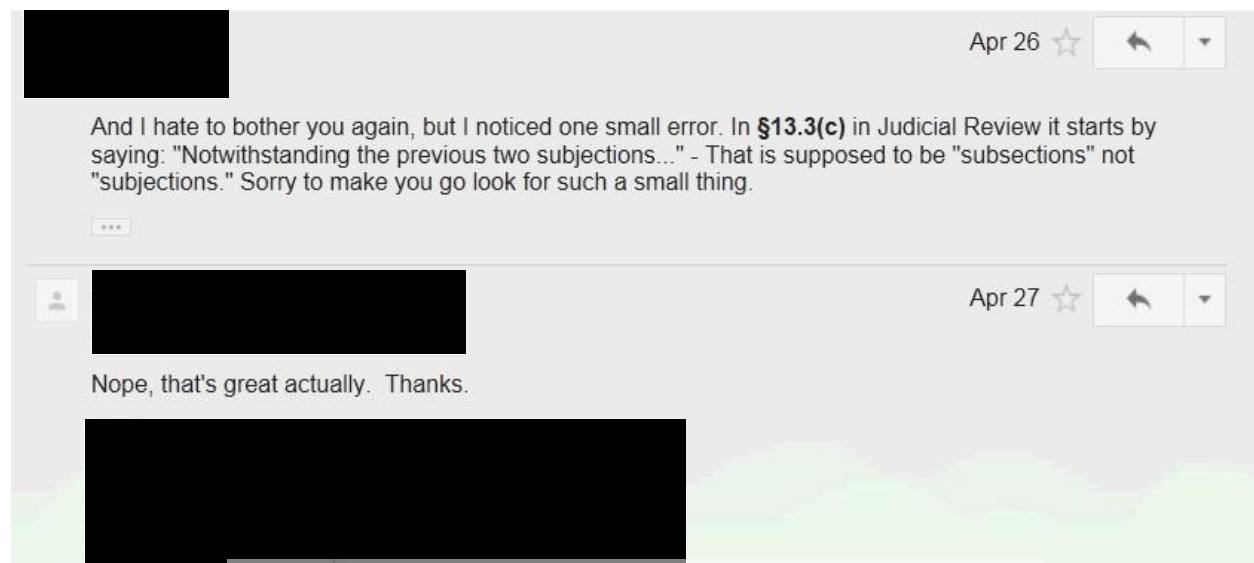 Apr 26
And I hate to bother you again, but I noticed one small error. In §13.3(c) in Judicial Review it starts by
saying: "Notwithstanding the previous two subjections..." - That is supposed to be "subsections" not
"subjections." Sorry to make you go look for such a small thing.
Apr 27
Nope, that's great actually.  Thanks.